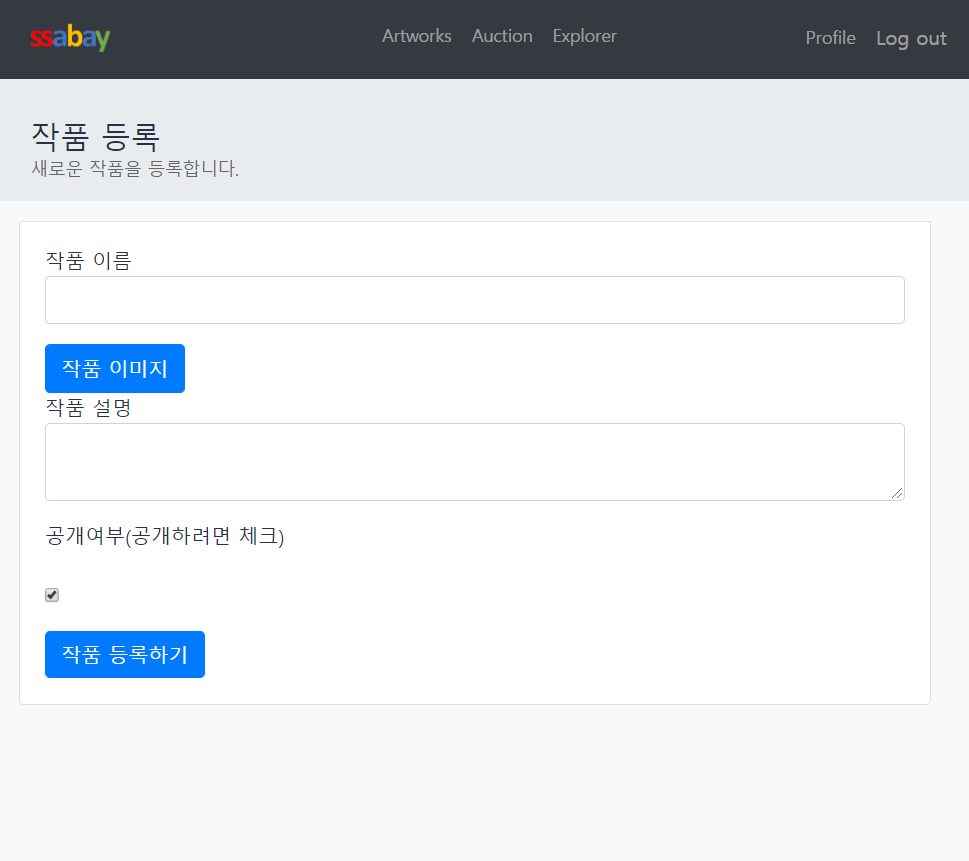 ssabay
Artworks Auction Explorer
Profile Log out
작품 등록
새로운 작품을 등록합니다.
작품 이름
작품 이미지
작품 설명
공개여부(공개하려면 체크)
작품 등록하기